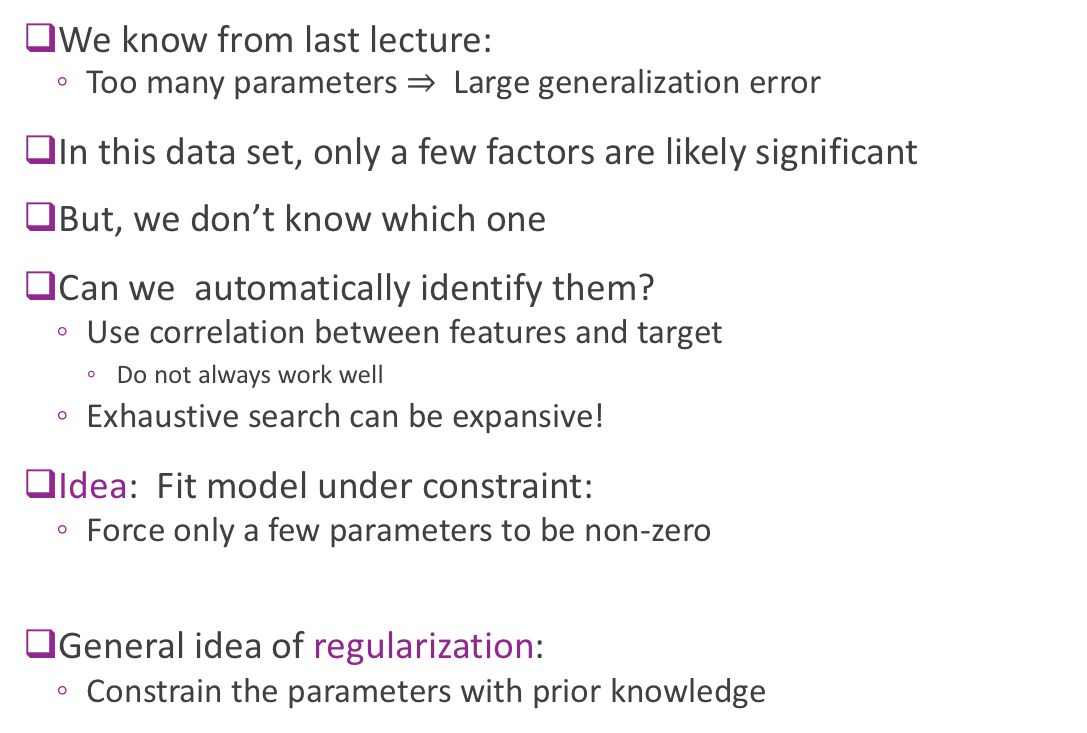 We know from last lecture:
Too many parameters ⇒ Large generalization error
In this data set, only a few factors are likely significant
But, we don’t know which one
Can we automatically identify them?
Use correlation between features and target
Do not always work well
Exhaustive search can be expansive!
Idea: Fit model under constraint:
Force only a few parameters to be non-zero
General idea of regularization:
Constrain the parameters with prior knowledge